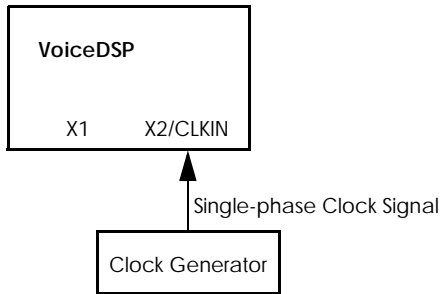 VoiceDSP
X1 X2/CLKIN
Single-phase Clock Signal
Clock Generator